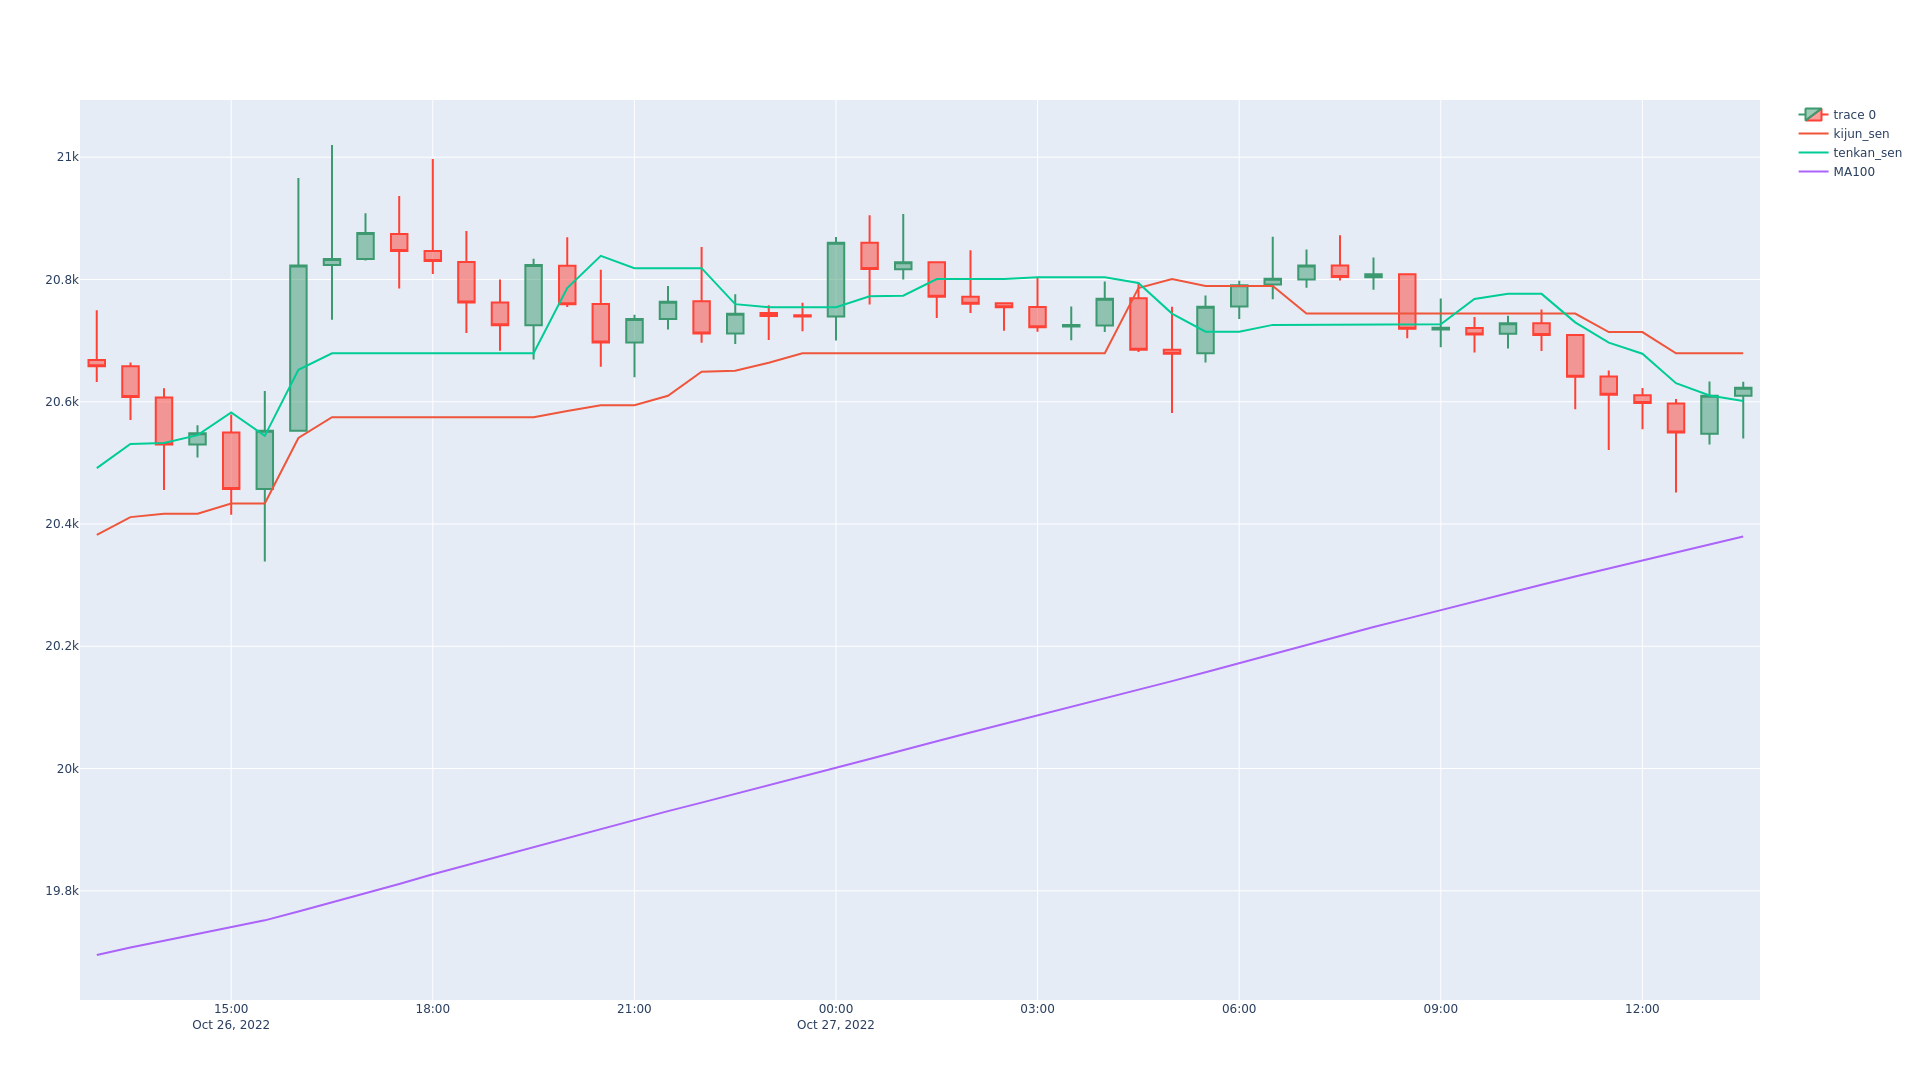 trace 0
kijun_sen
tenkan_sen
MA100
21k
20.8k
20.6k
20.4k
20.2k
20k
19.8k
15:00 18:00 21:00 00:00 03:00 06:00 09:00 12:00
Oct 26, 2022 Oct 27, 2022